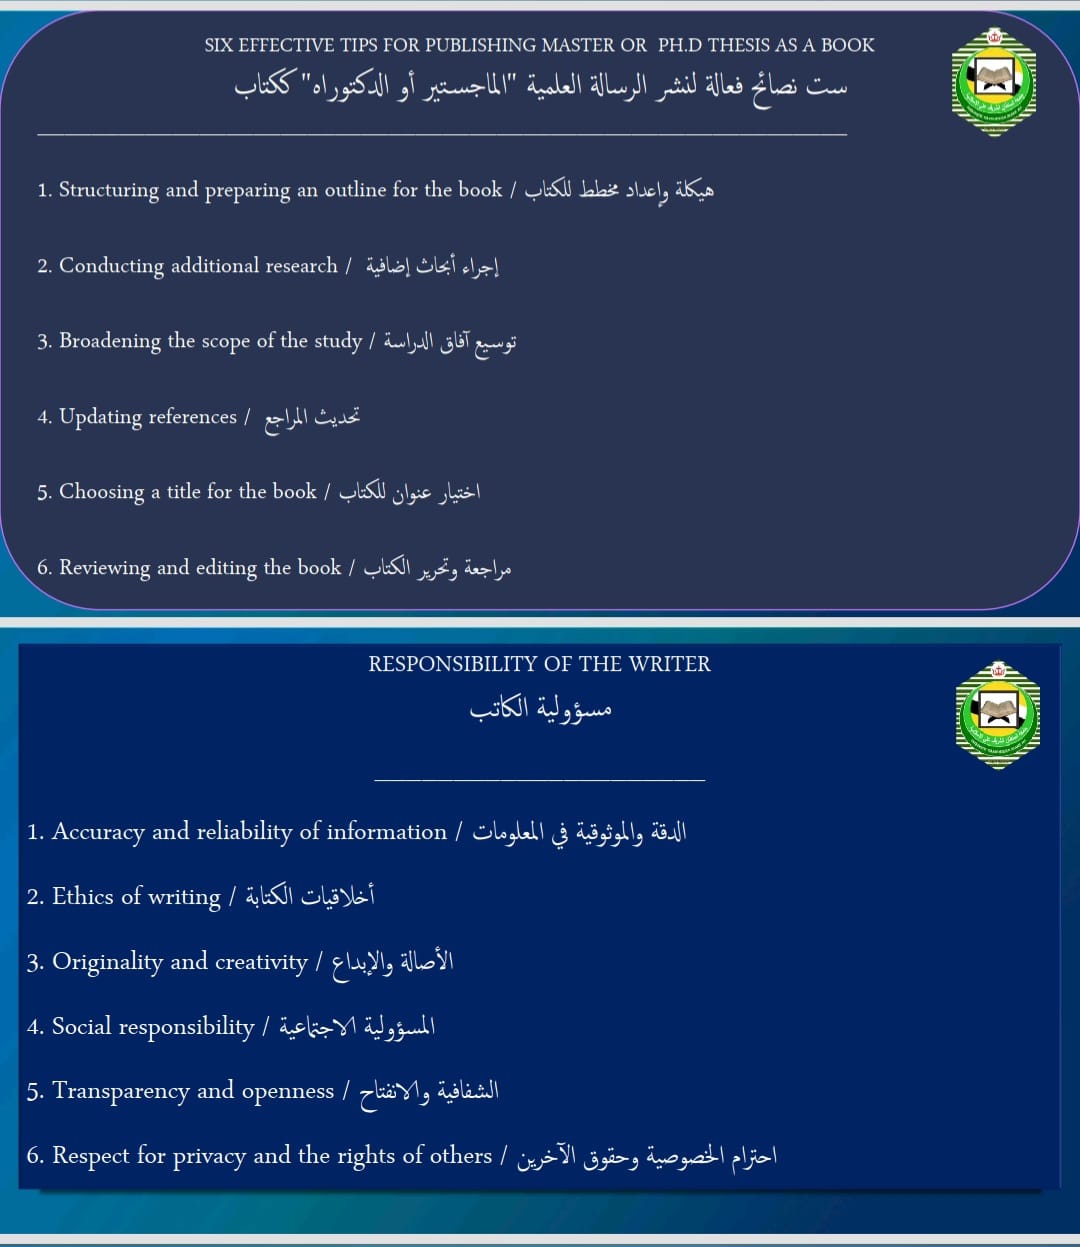 SIX EFFECTIVE TIPS FOR PUBLISHING MASTER OR PH.D THESIS AS A BOOK
ست نصائح فعالة لنشر الرسالة العلمية "الماجستير أو الدكتوراه" ككتاب
1. Structuring and preparing an outline for the book / هيكلة وإعداد مخطط للكتاب
2. Conducting additional research / إجراء أبحاث إضافية
3. Broadening the scope of the study / توسيع آفاق الدراسة
4. Updating references / تحديث المراجع
5. Choosing a title for the book / اختيار عنوان للكتاب
6. Reviewing and editing the book / مراجعة وتحرير الكتاب
RESPONSIBILITY OF THE WRITER
مسؤولية الكاتب
1. Accuracy and reliability of information / الدقة والموثوقية في المعلومات
2. Ethics of writing / أخلاقيات الكتابة
3. Originality and creativity / الأصالة والإبداع
4. Social responsibility / المسؤولية الاجتماعية
5. Transparency and openness / الشفافية والانفتاح
6. Respect for privacy and the rights of others / احترام الخصوصية وحقوق الآخرين